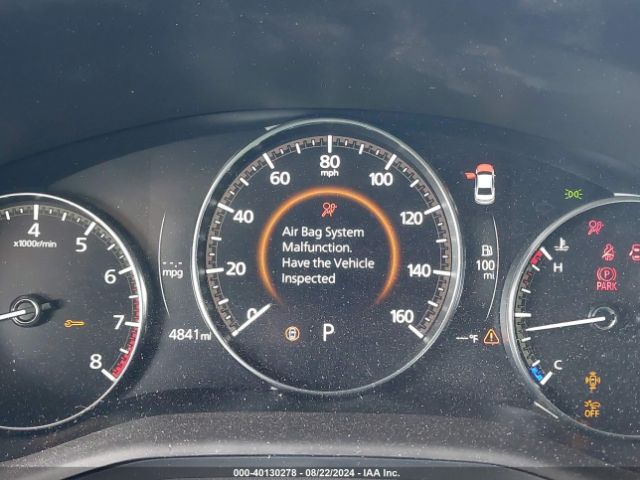 80
mph
60
100
40
120
20
140
0
160
Air Bag System
Malfunction.
Have the Vehicle
Inspected
P
4
x1000r/min
5
6
7
8
--- mpg
4841 mi
100
mi
---°F
H
C
PARK
OFF
000-40130278 - 08/22/2024 - IAA Inc.